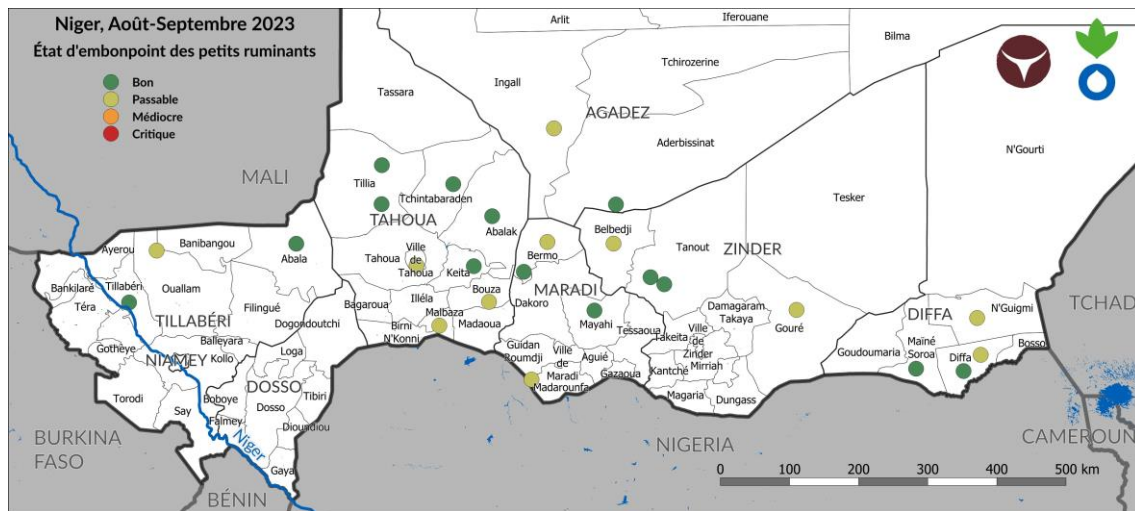 Niger, Août-Septembre 2023
État d'embonpoint des petits ruminants
Bon
Passable
Médiocre
Critique
Arlit
Iferouane
Bilma
Tchirozerine
Ingall
Tassara
AGADEZ
Aderbissinat
N'Gourti
MALI
Tillia
Tchintabaraden
Tesker
TAHOUA
Abalak
Belbedji
Tanout
ZINDER
Ayerou
Banibangou
Abala
Tahoua
Ville
de
Tahoua
Keita
Bermo
MARADI
Bankilaré
Tillabéri
Ouallam
Téra
Filingué
Bagaroua
Illéla
Bouza
Dakoro
Malbaza
Madaoua
Mayahi
Tessaoua
Damagaram
Takaya
Gouré
DIFFA
N'Guigmi
TCHAD
TILLABÉRI
Dogondoutchi
Birni
N'Konni
Takeita
Ville
de
Zinder
Mirriah
Goudoumaria
Maïné
Soroa
Diffa
Bosso
Gotheye
Balleyara
Kollo
NIAMEY
Loga
Guidan
Roumdji
Ville
de
Maradi
Madarounfa
Aguié
Gazaoua
Kantché
Magaria
Dungass
Torodi
Say
Boboye
DOSSO
Dosso
Tibiri
Falmey
Dioundiou
Gaya
Niger
BURKINA
FASO
BÉNIN
NIGERIA
CAMEROUN
0 100 200 300 400 500 km